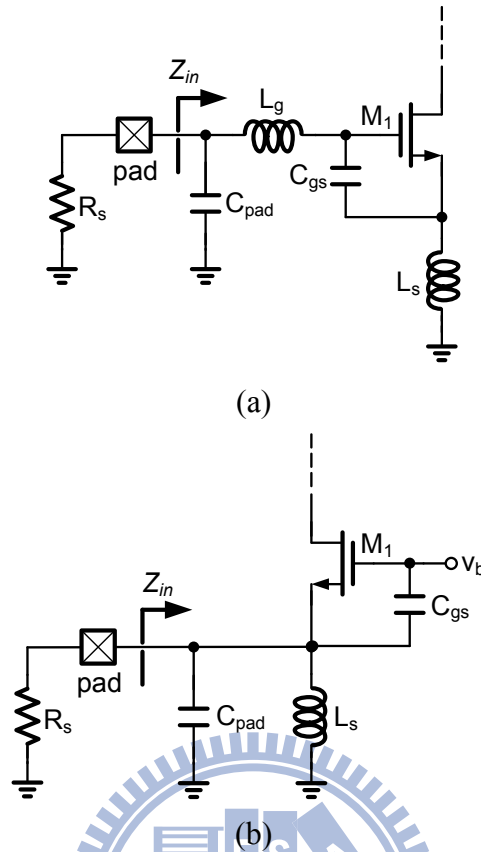 Z_in
L_g
M_1
pad
C_gs
R_s
C_pad
L_s
(a)
M_1
v_b
Z_in
C_gs
pad
R_s
C_pad
L_s
(b)